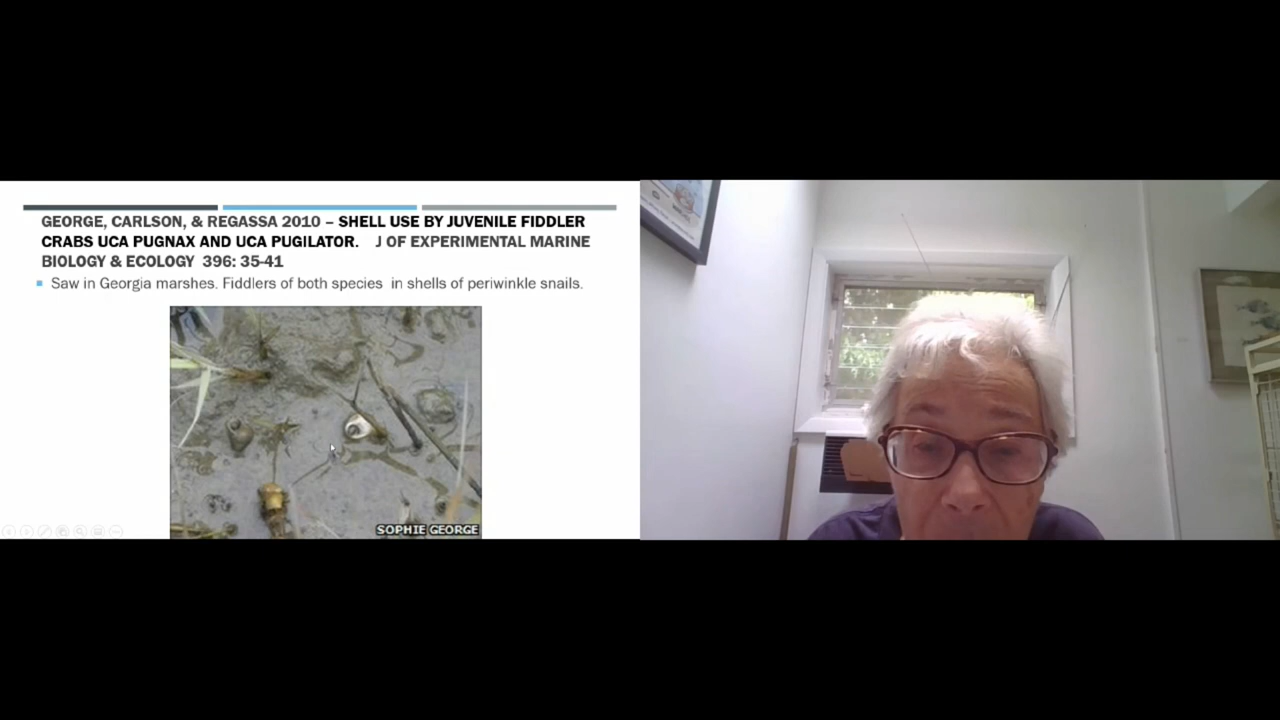 GEORGE, CARLSON, & REGASSA 2010 – SHELL USE BY JUVENILE FIDDLER
CRABS UCA PUGNAX AND UCA PUGILATOR. J OF EXPERIMENTAL MARINE
BIOLOGY & ECOLOGY 396: 35-41
Saw in Georgia marshes. Fiddlers of both species in shells of periwinkle snails.
SOPHIE GEORGE